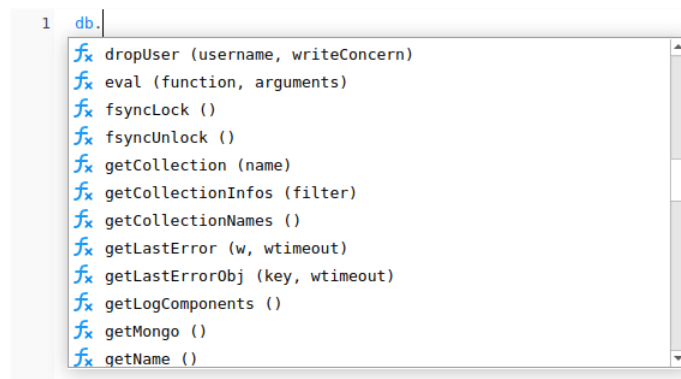 1 db.
dropUser (username, writeConcern)
eval (function, arguments)
fsyncLock ()
fsyncUnlock ()
getCollection (name)
getCollectionInfos (filter)
getCollectionNames ()
getLastError (w, wtimeout)
getLastErrorObj (key, wtimeout)
getLogComponents ()
getMongo ()
getName ()